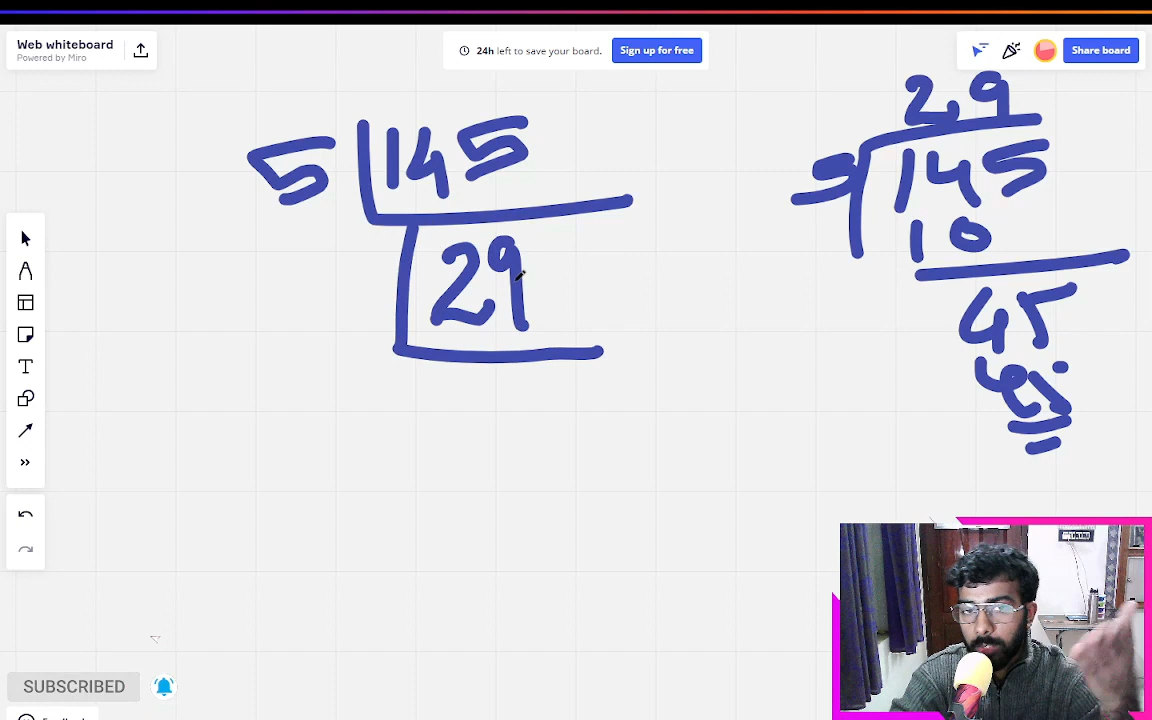 Web whiteboard
Powered by Miro
24h left to save your board.
Sign up for free
Share board
5 145
29
29
5 145
10
45
45
T
SUBSCRIBED